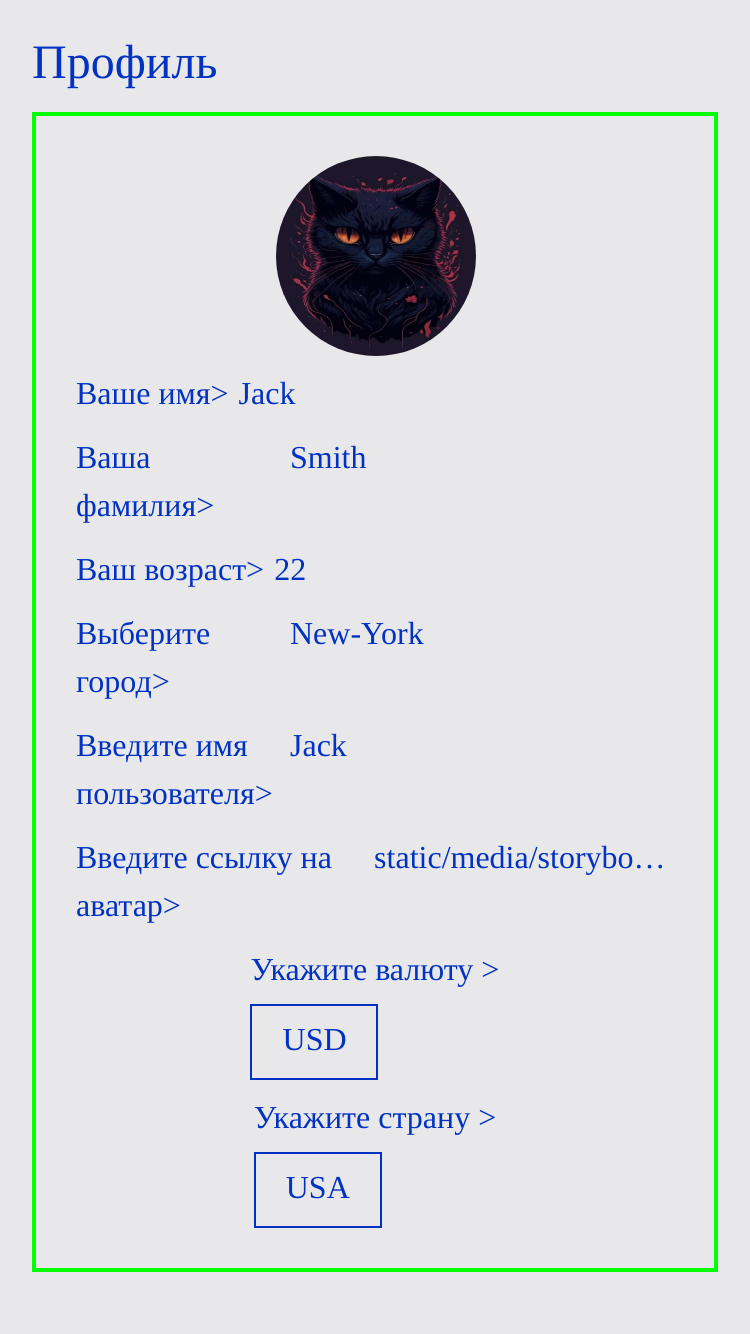 Профиль
Ваше имя> Jack
Ваша Smith
фамилия>
Ваш возраст> 22
Выберите New-York
город>
Введите имя Jack
пользователя>
Введите ссылку на static/media/storybo…
аватар>
Укажите валюту >
USD
Укажите страну >
USA